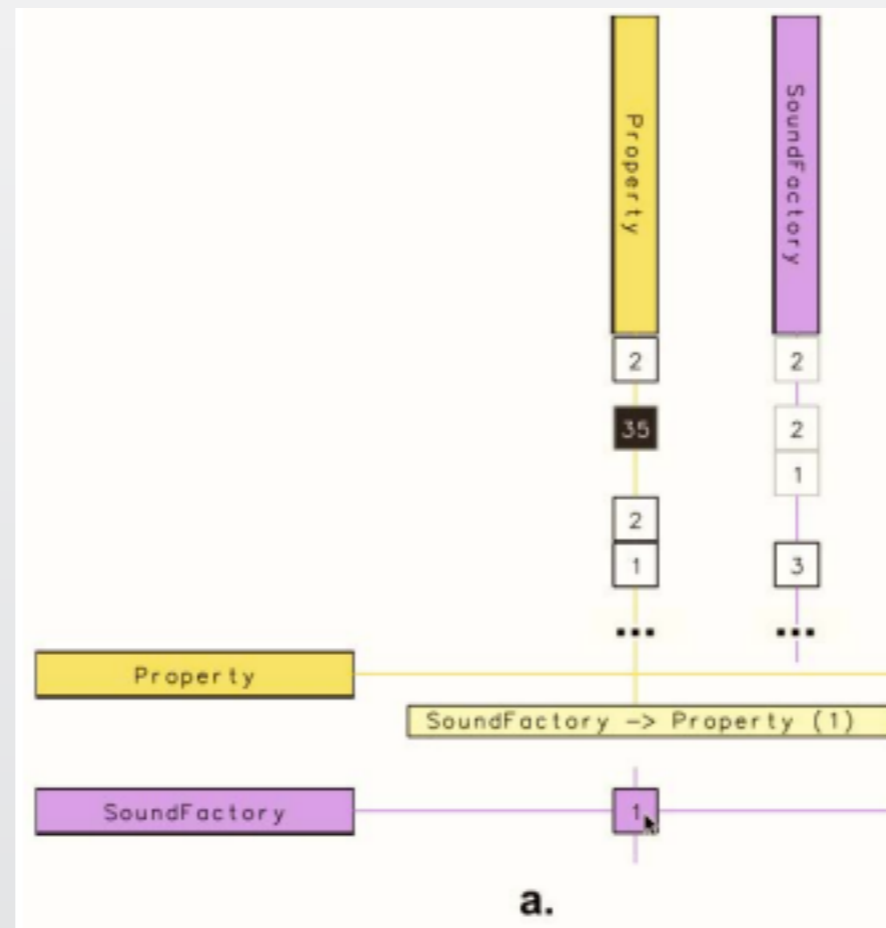 Property
SoundFactory
2 2
35 2
1
2
1 3
... ...
Property
SoundFactory -> Property (1)
SoundFactory
1
a.